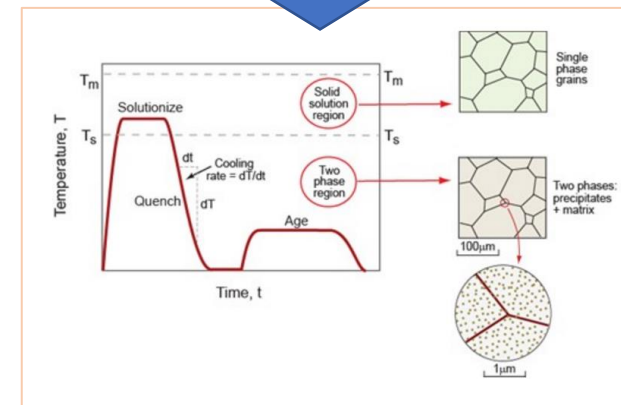 Temperature, T
Tm
Ts
Solutionize
Quench
dt
dT
Cooling
rate = dT/dt
Age
Time, t
Tm
Ts
Solid
solution
region
Two
phase
region
Single
phase
grains
Two phases:
precipitates
+ matrix
100μm
1μm